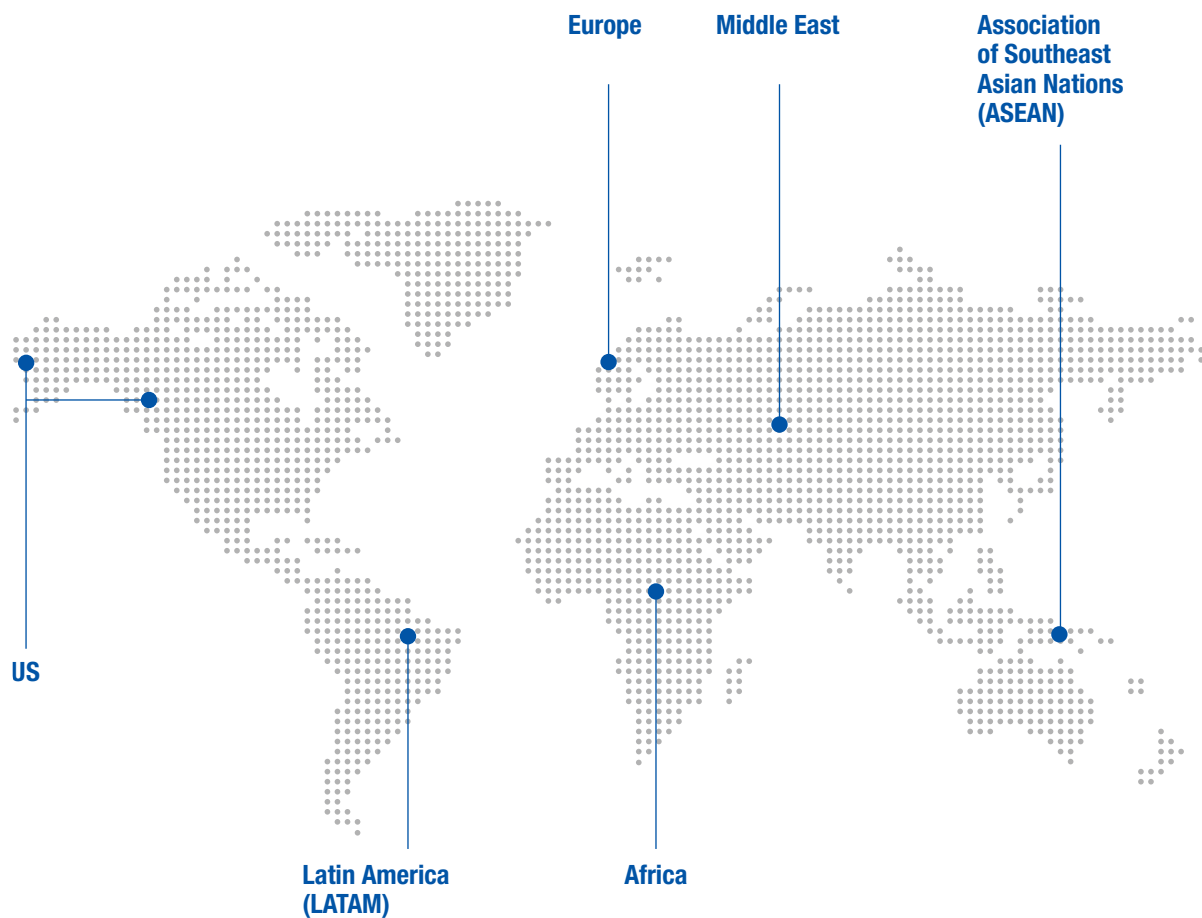 Europe
Middle East
Association
of Southeast
Asian Nations
(ASEAN)
US
Latin America
(LATAM)
Africa